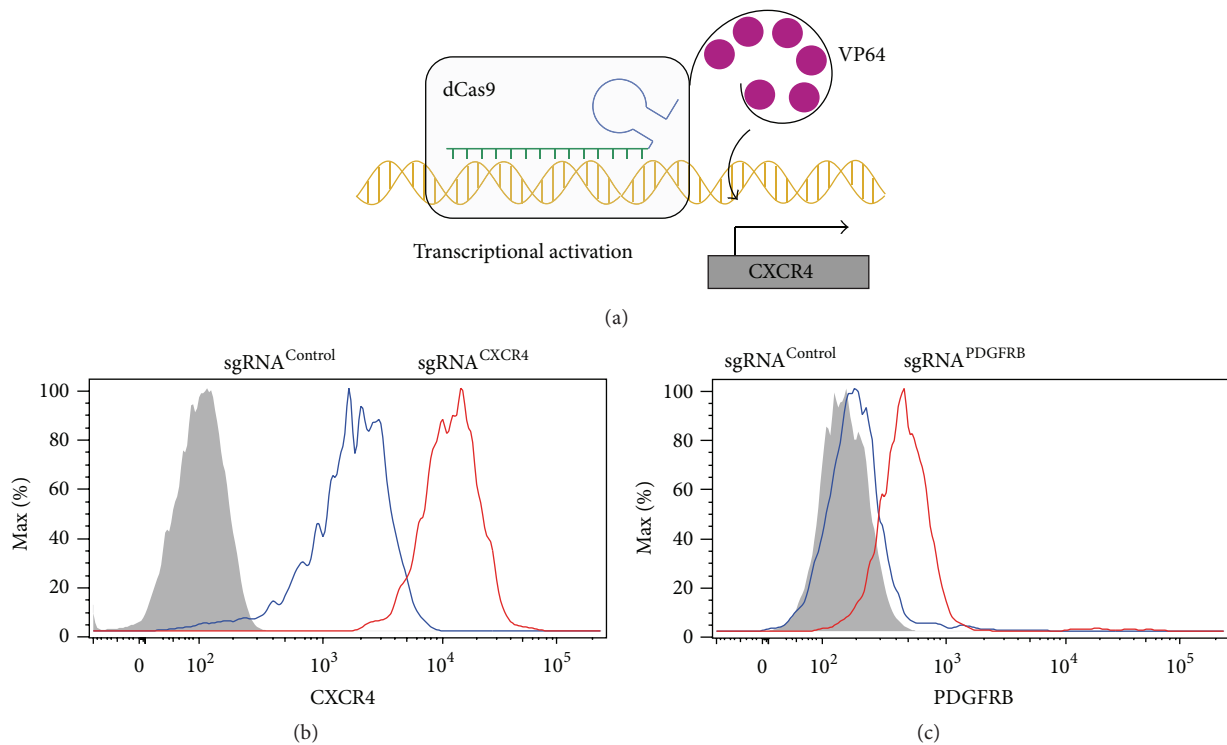 VP64
dCas9
Transcriptional activation
CXCR4
(a)
sgRNA^Control sgRNA^CXCR4
100
80
60
40
20
0
Max (%)
0 10^2 10^3 10^4 10^5
CXCR4
(b)
sgRNA^Control sgRNA^PDGFRB
100
80
60
40
20
0
Max (%)
0 10^2 10^3 10^4 10^5
PDGFRB
(c)